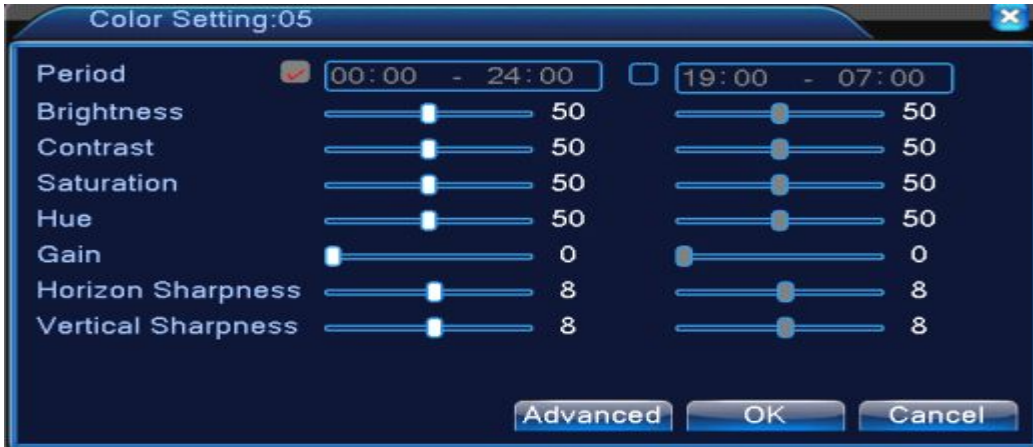 Color Setting:05
Period 00:00 - 24:00 19:00 - 07:00
Brightness 50 50
Contrast 50 50
Saturation 50 50
Hue 50 50
Gain 0 0
Horizon Sharpness 8 8
Vertical Sharpness 8 8
Advanced OK Cancel